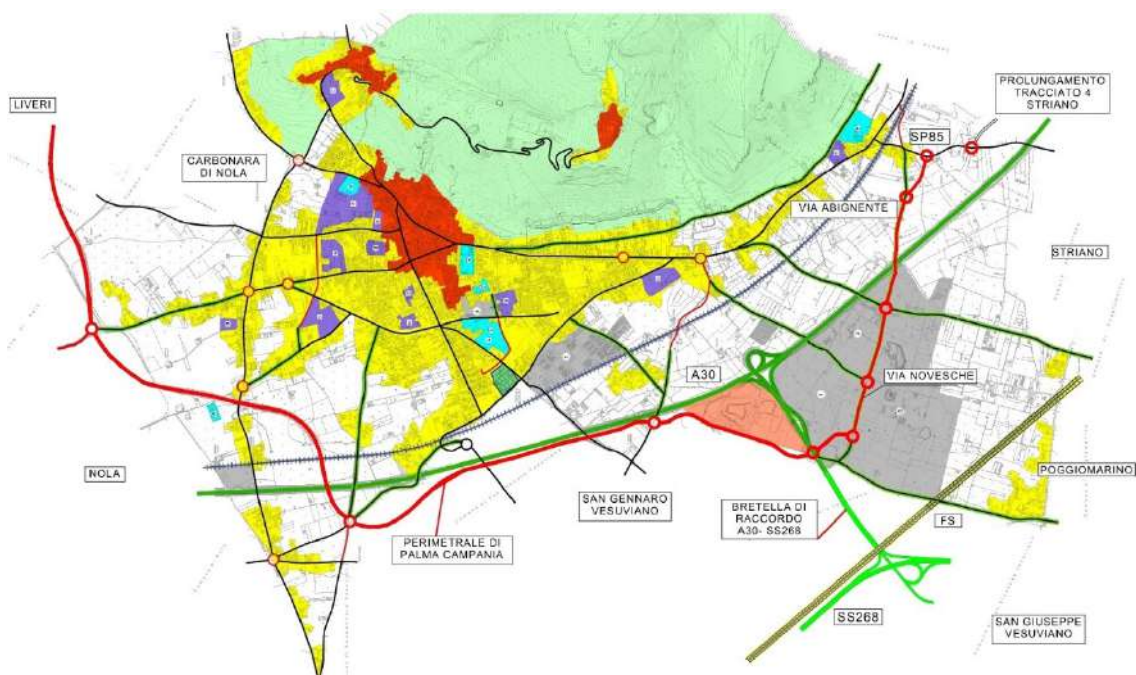 LIVERI
CARBONARA
DI NOLA
PROLUNGAMENTO
TRACCIATO 4
STRIANO
SP85
VIA ABIGNENTE
STRIANO
A30
VIA NOVESCHE
NOLA
POGGIOMARINO
SAN GENNARO
VESUVIANO
BRETELLA DI
RACCORDO
A30- SS268
FS
PERIMETRALE DI
PALMA CAMPANIA
SS268
SAN GIUSEPPE
VESUVIANO